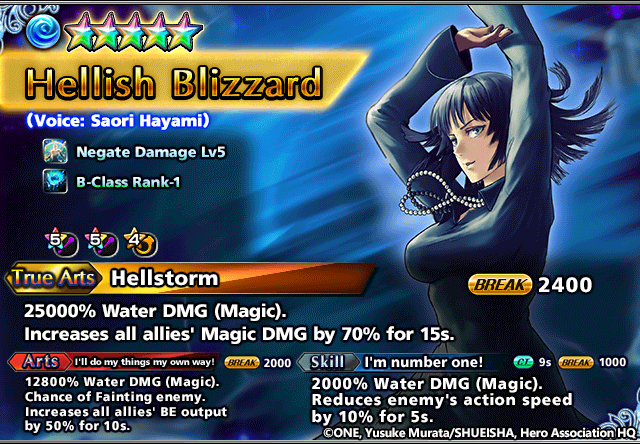 Hellish Blizzard
(Voice: Saori Hayami)
Negate Damage Lv5
B-Class Rank-1
5 5 4
True Arts Hellstorm BREAK 2400
25000% Water DMG (Magic).
Increases all allies' Magic DMG by 70% for 15s.
Arts I'll do my things my own way! BREAK 2000
12800% Water DMG (Magic).
Chance of Fainting enemy.
Increases all allies' BE output
by 50% for 10s.
Skill I'm number one! CT 9s BREAK 1000
2000% Water DMG (Magic).
Reduces enemy's action speed
by 10% for 5s.
©ONE, Yusuke Murata/SHUEISHA, Hero Association HQ